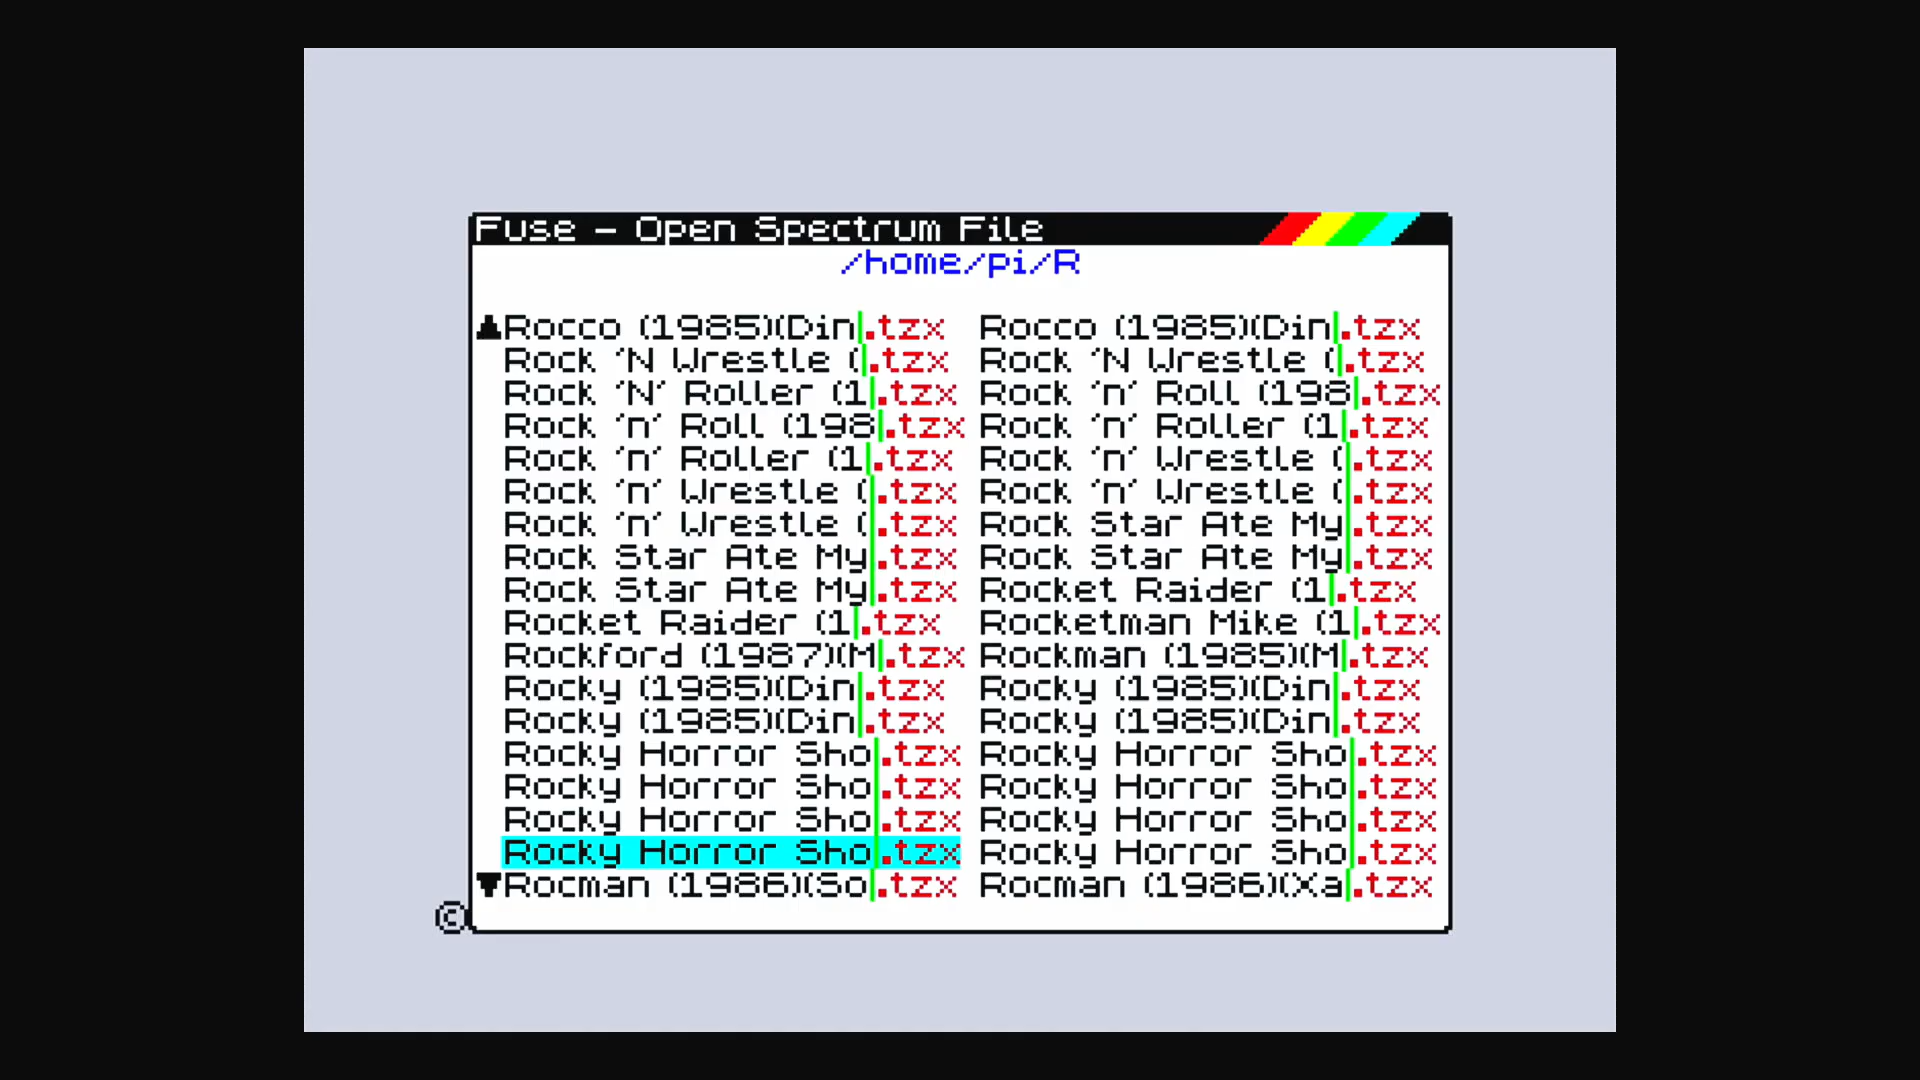 Fuse - Open Spectrum File
/home/pi/R
Rocco (1985)(Din|.tzx Rocco (1985)(Din|.tzx
Rock 'N Wrestle (|.tzx Rock 'N Wrestle (|.tzx
Rock 'N' Roller (1|.tzx Rock 'n' Roll (198|.tzx
Rock 'n' Roll (198|.tzx Rock 'n' Roller (1|.tzx
Rock 'n' Roller (1|.tzx Rock 'n' Wrestle (|.tzx
Rock 'n' Wrestle (|.tzx Rock 'n' Wrestle (|.tzx
Rock 'n' Wrestle (|.tzx Rock Star Ate My|.tzx
Rock Star Ate My|.tzx Rock Star Ate My|.tzx
Rock Star Ate My|.tzx Rocket Raider (1|.tzx
Rocket Raider (1|.tzx Rocketman Mike (1|.tzx
Rockford (1987)(M|.tzx Rockman (1985)(M|.tzx
Rocky (1985)(Din|.tzx Rocky (1985)(Din|.tzx
Rocky (1985)(Din|.tzx Rocky (1985)(Din|.tzx
Rocky Horror Sho|.tzx Rocky Horror Sho|.tzx
Rocky Horror Sho|.tzx Rocky Horror Sho|.tzx
Rocky Horror Sho|.tzx Rocky Horror Sho|.tzx
Rocky Horror Sho|.tzx Rocky Horror Sho|.tzx
Rocman (1986)(So|.tzx Rocman (1986)(Xa|.tzx
©